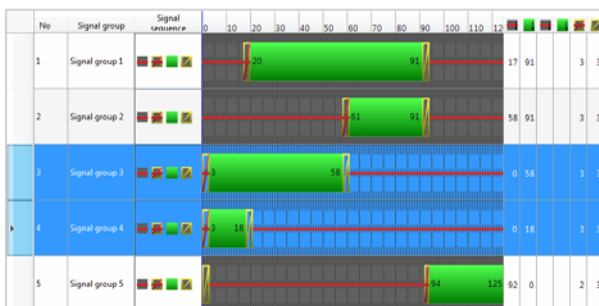 No Signal group Signal sequence 0 10 20 30 40 50 60 70 80 90 100 110 12
1 Signal group 1 20 91 17 91 3
2 Signal group 2 61 91 58 91 3
3 Signal group 3 3 58 0 58 3
4 Signal group 4 3 18 0 18 3
5 Signal group 5 94 125 92 0 2